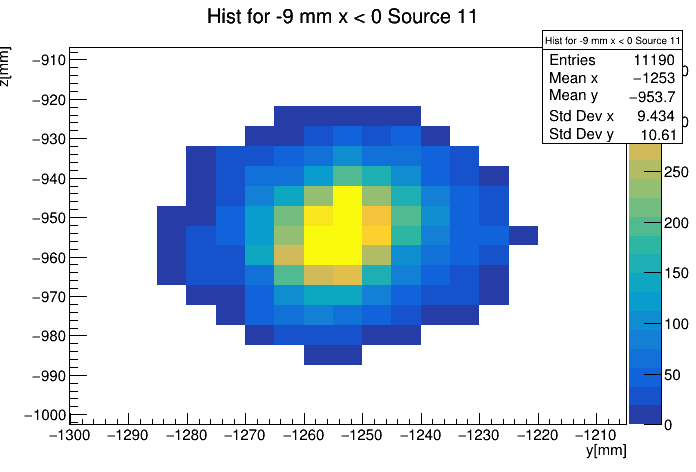 Hist for -9 mm x < 0 Source 11
z[mm]
Hist for -9 mm x < 0 Source 11
Entries 11190
Mean x −1253
Mean y −953.7
Std Dev x 9.434
Std Dev y 10.61
−910
−920
−930
−940
−950
−960
−970
−980
−990
−1000
−1300 −1290 −1280 −1270 −1260 −1250 −1240 −1230 −1220 −1210
y[mm]
250
200
150
100
50
0